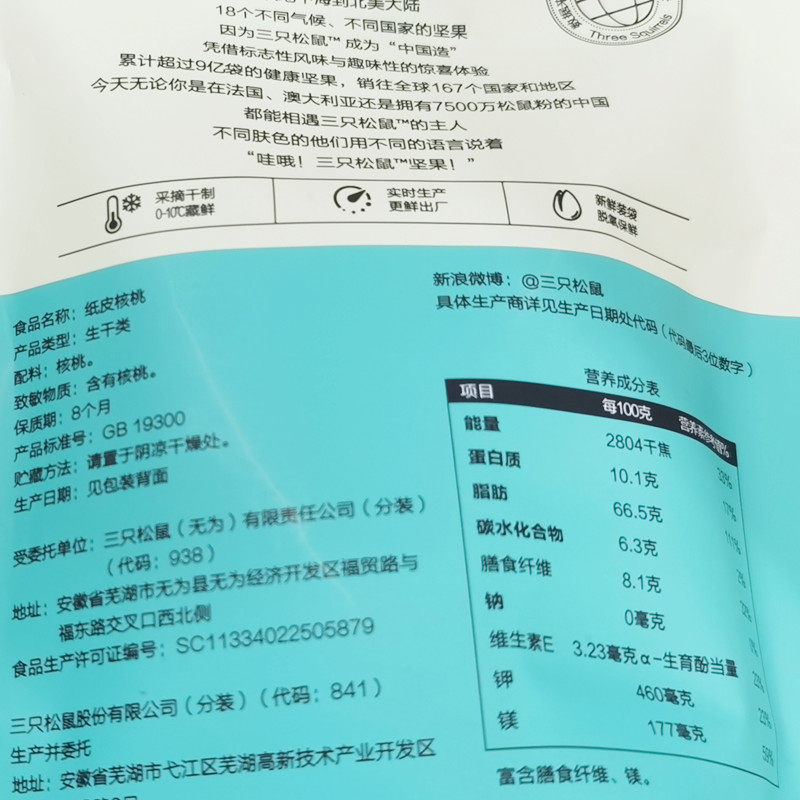 北美大陆
18个不同气候、不同国家的坚果
因为三只松鼠™成为“中国造”
凭借标志性风味与趣味性的惊喜体验
累计超过9亿袋的健康坚果，销往全球167个国家和地区
今天无论你是在法国、澳大利亚还是拥有7500万松鼠粉的中国
都能相遇三只松鼠™的主人
不同肤色的他们用不同的语言说着
“哇哦！三只松鼠™坚果！”
Three Squirrels
采摘干制
0-10℃藏鲜
实时生产
更鲜出厂
新鲜装袋
脱氧保鲜
食品名称：纸皮核桃
产品类型：生干类
配料：核桃。
致敏物质：含有核桃。
保质期：8个月
产品标准号：GB 19300
贮藏方法：请置于阴凉干燥处。
生产日期：见包装背面
受委托单位：三只松鼠（无为）有限责任公司（分装）
（代码：938）
地址：安徽省芜湖市无为县无为经济开发区福贸路与
福东路交叉口西北侧
食品生产许可证编号：SC11334022505879
三只松鼠股份有限公司（分装）（代码：841）
生产并委托
地址：安徽省芜湖市弋江区芜湖高新技术产业开发区
新浪微博：@三只松鼠
具体生产商详见生产日期处代码（代码最后3位数字）
营养成分表
项目 每100克 营养素参考值%
能量 2804千焦 33%
蛋白质 10.1克 17%
脂肪 66.5克 111%
碳水化合物 6.3克 2%
膳食纤维 8.1克 32%
钠 0毫克 0%
维生素E 3.23毫克α-生育酚当量
钾 460毫克 23%
镁 177毫克 59%
富含膳食纤维、镁。